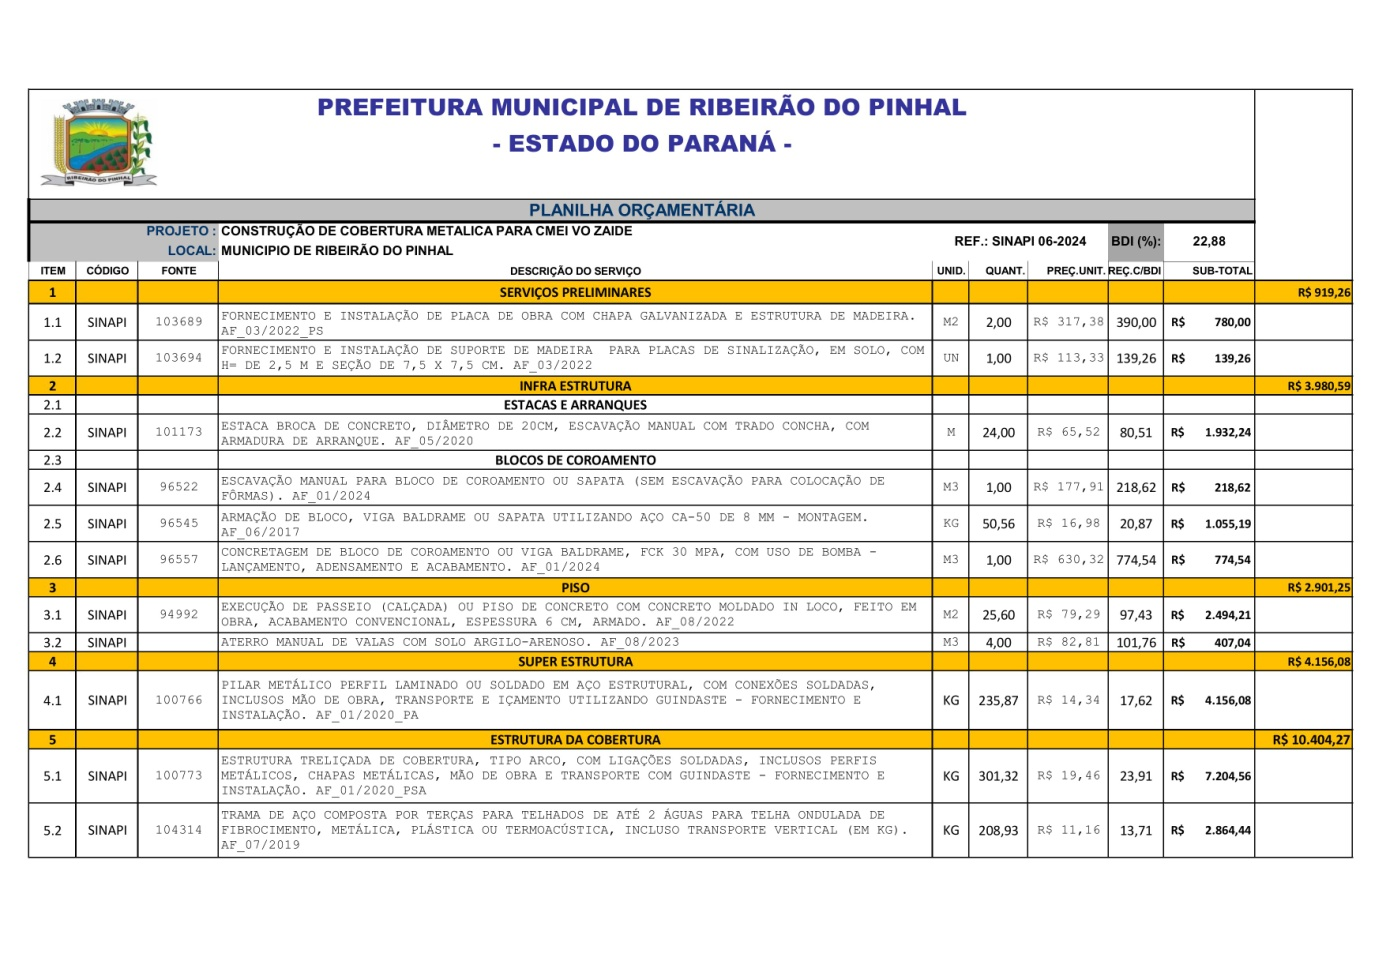 PREFEITURA MUNICIPAL DE RIBEIRÃO DO PINHAL
- ESTADO DO PARANÁ -
RIBEIRÃO DO PINHAL
PLANILHA ORÇAMENTÁRIA
PROJETO : CONSTRUÇÃO DE COBERTURA METALICA PARA CMEI VO ZAIDE
LOCAL: MUNICIPIO DE RIBEIRÃO DO PINHAL
REF.: SINAPI 06-2024 BDI (%): 22,88
ITEM CÓDIGO FONTE DESCRIÇÃO DO SERVIÇO UNID. QUANT. PREÇ.UNIT. REÇ.C/BDI SUB-TOTAL
1 SERVIÇOS PRELIMINARES R$ 919,26
1.1 SINAPI 103689 FORNECIMENTO E INSTALAÇÃO DE PLACA DE OBRA COM CHAPA GALVANIZADA E ESTRUTURA DE MADEIRA. M2 2,00 R$ 317,38 390,00 R$ 780,00
AF_03/2022_PS
1.2 SINAPI 103694 FORNECIMENTO E INSTALAÇÃO DE SUPORTE DE MADEIRA PARA PLACAS DE SINALIZAÇÃO, EM SOLO, COM UN 1,00 R$ 113,33 139,26 R$ 139,26
H= DE 2,5 M E SEÇÃO DE 7,5 X 7,5 CM. AF_03/2022
2 INFRA ESTRUTURA R$ 3.980,59
2.1 ESTACAS E ARRANQUES
2.2 SINAPI 101173 ESTACA BROCA DE CONCRETO, DIÂMETRO DE 20CM, ESCAVAÇÃO MANUAL COM TRADO CONCHA, COM M 24,00 R$ 65,52 80,51 R$ 1.932,24
ARMADURA DE ARRANQUE. AF_05/2020
2.3 BLOCOS DE COROAMENTO
2.4 SINAPI 96522 ESCAVAÇÃO MANUAL PARA BLOCO DE COROAMENTO OU SAPATA (SEM ESCAVAÇÃO PARA COLOCAÇÃO DE M3 1,00 R$ 177,91 218,62 R$ 218,62
FÔRMAS). AF_01/2024
2.5 SINAPI 96545 ARMAÇÃO DE BLOCO, VIGA BALDRAME OU SAPATA UTILIZANDO AÇO CA-50 DE 8 MM - MONTAGEM. KG 50,56 R$ 16,98 20,87 R$ 1.055,19
AF_06/2017
2.6 SINAPI 96557 CONCRETAGEM DE BLOCO DE COROAMENTO OU VIGA BALDRAME, FCK 30 MPA, COM USO DE BOMBA - M3 1,00 R$ 630,32 774,54 R$ 774,54
LANÇAMENTO, ADENSAMENTO E ACABAMENTO. AF_01/2024
3 PISO R$ 2.901,25
3.1 SINAPI 94992 EXECUÇÃO DE PASSEIO (CALÇADA) OU PISO DE CONCRETO COM CONCRETO MOLDADO IN LOCO, FEITO EM M2 25,60 R$ 79,29 97,43 R$ 2.494,21
OBRA, ACABAMENTO CONVENCIONAL, ESPESSURA 6 CM, ARMADO. AF_08/2022
3.2 SINAPI ATERRO MANUAL DE VALAS COM SOLO ARGILO-ARENOSO. AF_08/2023 M3 4,00 R$ 82,81 101,76 R$ 407,04
4 SUPER ESTRUTURA R$ 4.156,08
4.1 SINAPI 100766 PILAR METÁLICO PERFIL LAMINADO OU SOLDADO EM AÇO ESTRUTURAL, COM CONEXÕES SOLDADAS, KG 235,87 R$ 14,34 17,62 R$ 4.156,08
INCLUSOS MÃO DE OBRA, TRANSPORTE E IÇAMENTO UTILIZANDO GUINDASTE - FORNECIMENTO E
INSTALAÇÃO. AF_01/2020_PA
5 ESTRUTURA DA COBERTURA R$ 10.404,27
5.1 SINAPI 100773 ESTRUTURA TRELIÇADA DE COBERTURA, TIPO ARCO, COM LIGAÇÕES SOLDADAS, INCLUSOS PERFIS KG 301,32 R$ 19,46 23,91 R$ 7.204,56
METÁLICOS, CHAPAS METÁLICAS, MÃO DE OBRA E TRANSPORTE COM GUINDASTE - FORNECIMENTO E
INSTALAÇÃO. AF_01/2020_PSA
5.2 SINAPI 104314 TRAMA DE AÇO COMPOSTA POR TERÇAS PARA TELHADOS DE ATÉ 2 ÁGUAS PARA TELHA ONDULADA DE KG 208,93 R$ 11,16 13,71 R$ 2.864,44
FIBROCIMENTO, METÁLICA, PLÁSTICA OU TERMOACÚSTICA, INCLUSO TRANSPORTE VERTICAL (EM KG).
AF_07/2019